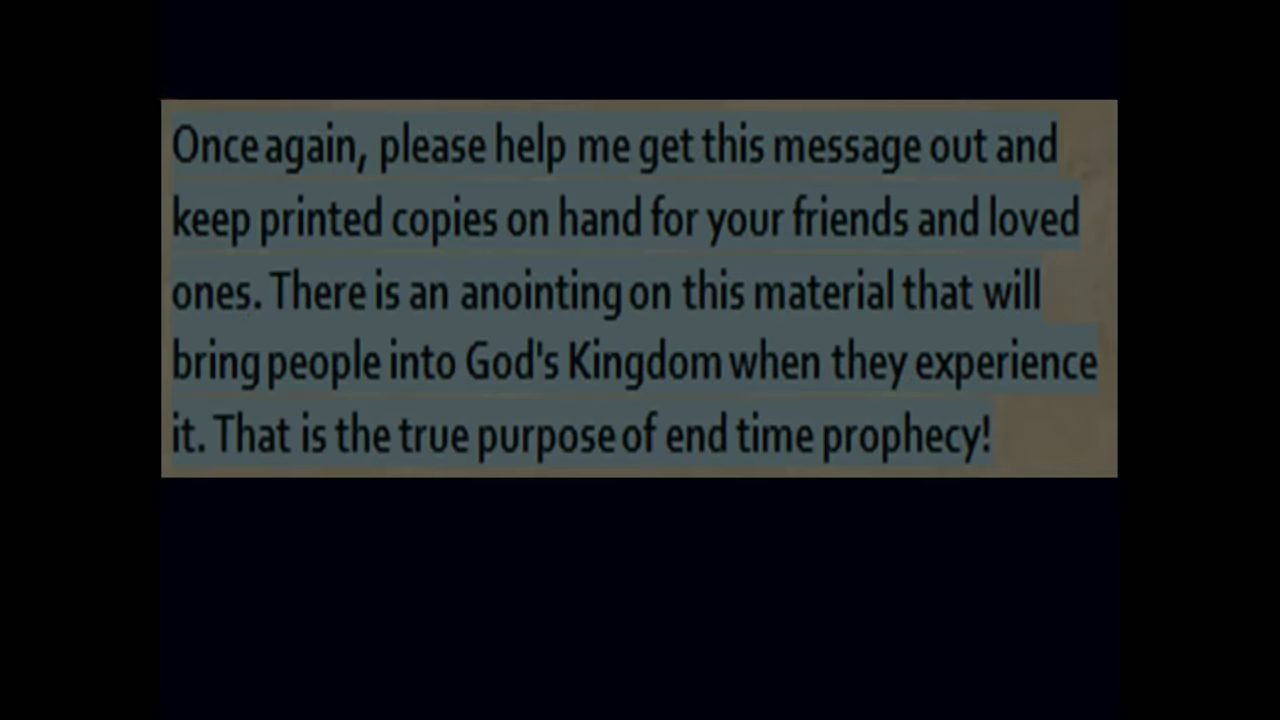 Once again, please help me get this message out and
keep printed copies on hand for your friends and loved
ones. There is an anointing on this material that will
bring people into God's Kingdom when they experience
it. That is the true purpose of end time prophecy!